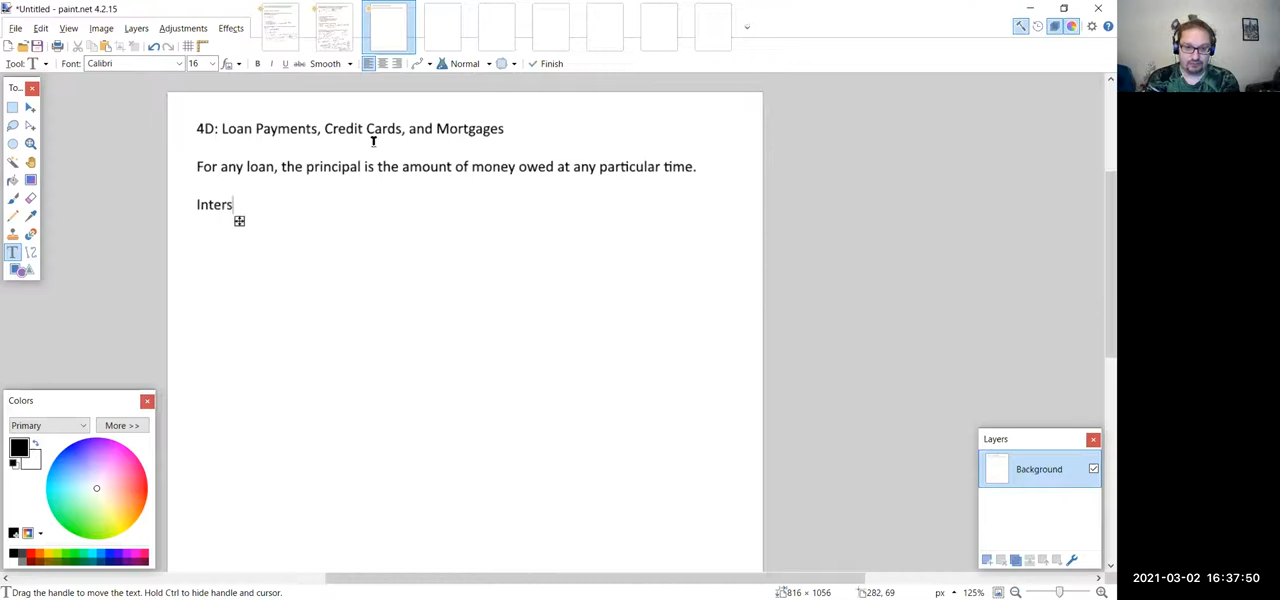 *Untitled - paint.net 4.2.15
File Edit View Image Layers Adjustments Effects
Tool: T Font: Calibri 16 fx B I U abc Smooth Normal Finish
To...
4D: Loan Payments, Credit Cards, and Mortgages
For any loan, the principal is the amount of money owed at any particular time.
Inters
Colors
Primary More >>
Layers
Background
2021-03-02 16:37:50
Drag the handle to move the text. Hold Ctrl to hide handle and cursor. 816 × 1056 282, 69 px 125%